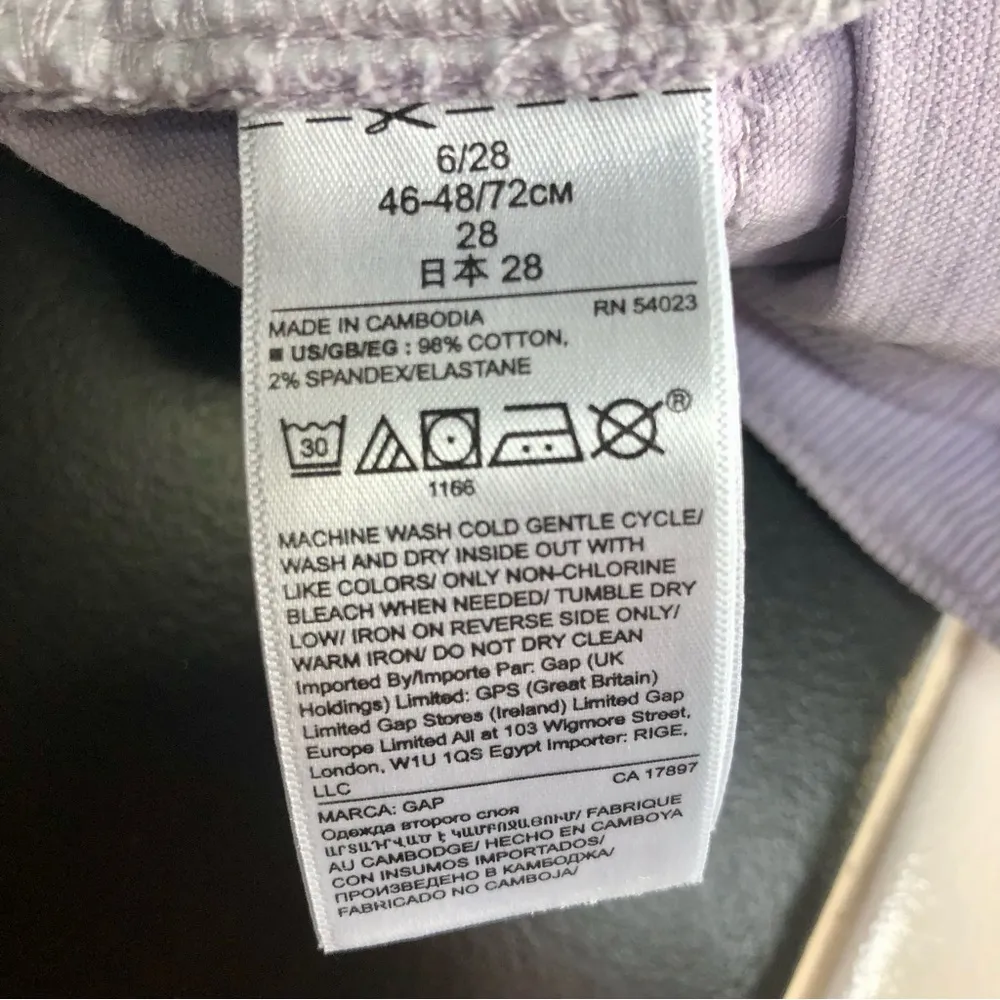 6/28
46-48/72CM
28
日本 28
RN 54023
MADE IN CAMBODIA
■ US/GB/EG : 98% COTTON,
2% SPANDEX/ELASTANE
30
®
1166
MACHINE WASH COLD GENTLE CYCLE/
WASH AND DRY INSIDE OUT WITH
LIKE COLORS/ ONLY NON-CHLORINE
BLEACH WHEN NEEDED/ TUMBLE DRY
LOW/ IRON ON REVERSE SIDE ONLY/
WARM IRON/ DO NOT DRY CLEAN
Imported By/Importe Par: Gap (UK
Holdings) Limited: GPS (Great Britain)
Limited Gap Stores (Ireland) Limited Gap
Europe Limited All at 103 Wigmore Street,
London, W1U 1QS Egypt Importer: RIGE,
LLC
CA 17897
MARCA: GAP
Одежда второго слоя
ԱՐՏԱԴՐՎԱԾ Է ԿԱՄԲՈՋԱՅՈՒՄ/ FABRIQUE
AU CAMBODGE/ HECHO EN CAMBOYA
CON INSUMOS IMPORTADOS/
ПРОИЗВЕДЕНО В КАМБОДЖА/
FABRICADO NO CAMBOJA/